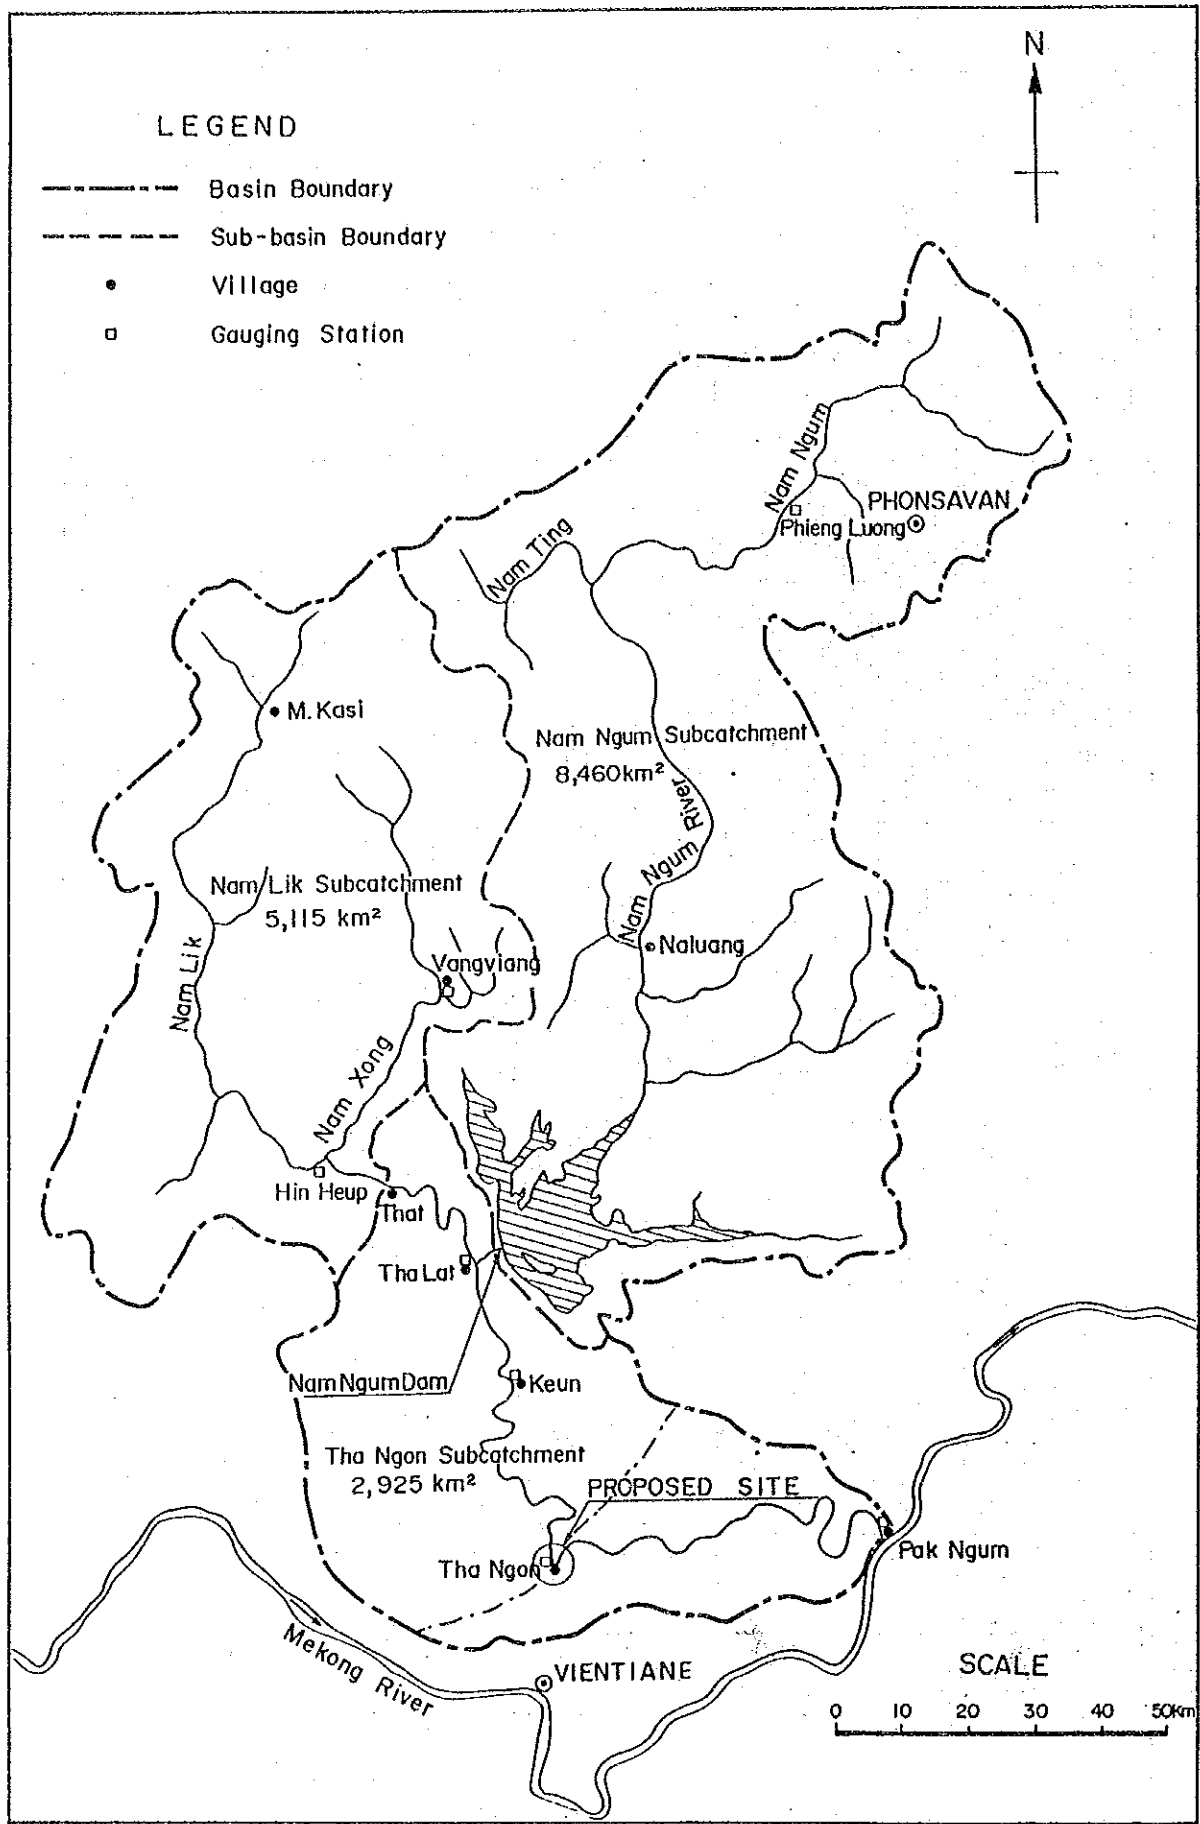 N
LEGEND
Basin Boundary
Sub-basin Boundary
Village
Gauging Station
Nam Ngum
PHONSAVAN
Phieng Luong
Nam Ting
M. Kasi
Nam Ngum Subcatchment
8,460km²
Nam Ngum River
Nam Lik Subcatchment
5,115 km²
Nam Lik
Naluang
Vangviang
Nam Xong
Hin Heup
That
Tha Lat
Nam Ngum Dam
Keun
Tha Ngon Subcatchment
2,925 km²
PROPOSED SITE
Tha Ngon
Pak Ngum
Mekong River
VIENTIANE
SCALE
0 10 20 30 40 50Km